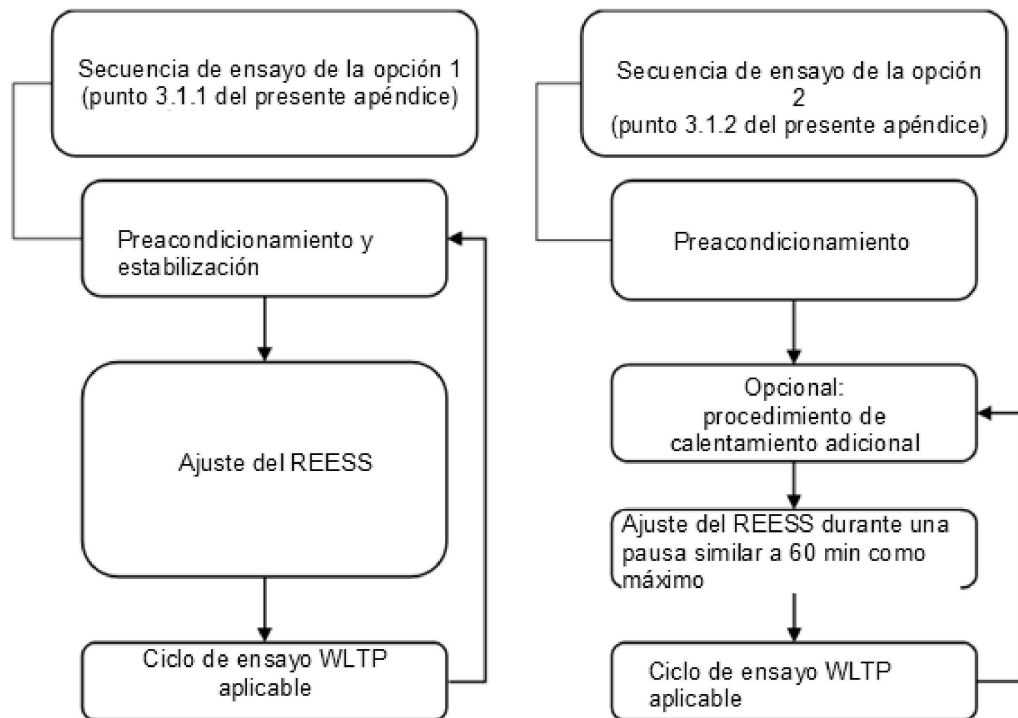 Secuencia de ensayo de la opción 1
(punto 3.1.1 del presente apéndice)
Preacondicionamiento y
estabilización
Ajuste del REESS
Ciclo de ensayo WLTP
aplicable
Secuencia de ensayo de la opción
2
(punto 3.1.2 del presente apéndice)
Preacondicionamiento
Opcional:
procedimiento de
calentamiento adicional
Ajuste del REESS durante una
pausa similar a 60 min como
máximo
Ciclo de ensayo WLTP
aplicable